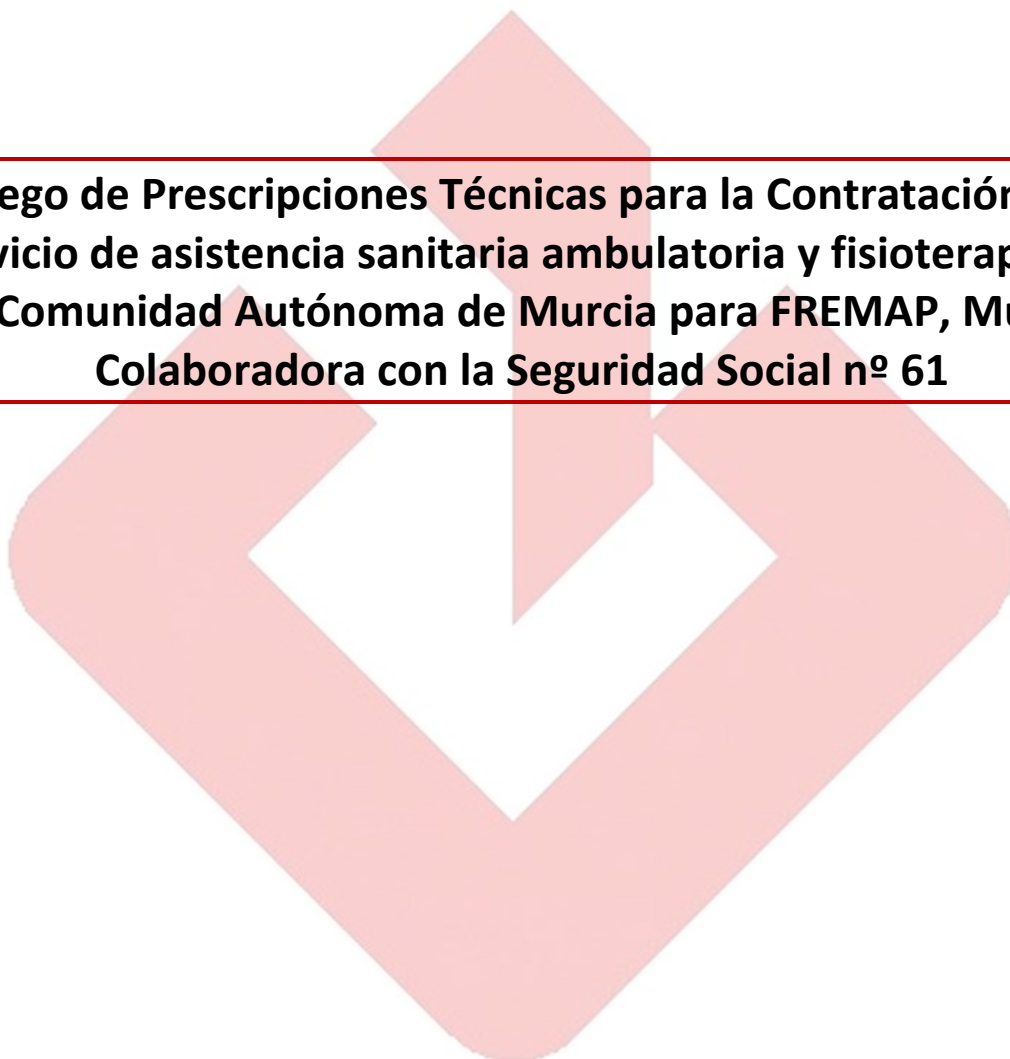 ego de Prescripciones Técnicas para la Contratación
vicio de asistencia sanitaria ambulatoria y fisioterap
Comunidad Autónoma de Murcia para FREMAP, Mu
Colaboradora con la Seguridad Social nº 61